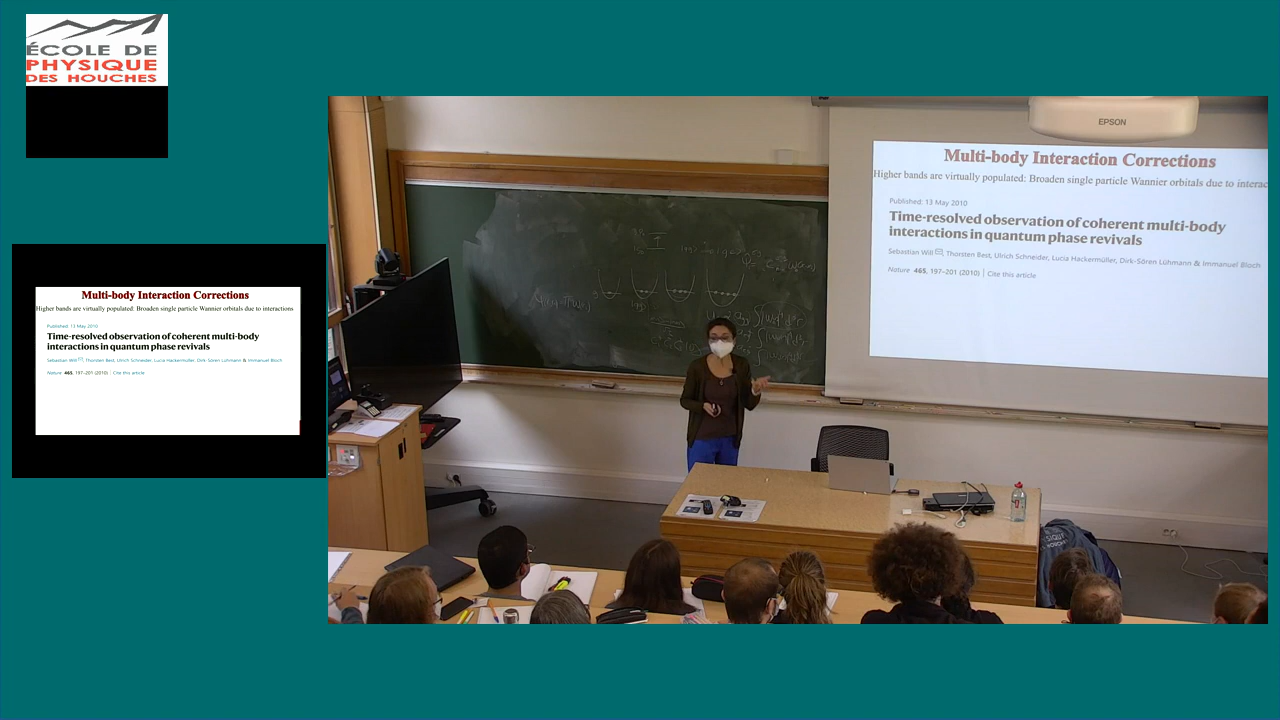 ÉCOLE DE
PHYSIQUE
DES HOUCHES
Multi-body Interaction Corrections
Higher bands are virtually populated: Broaden single particle Wannier orbitals due to interactions
Published: 13 May 2010
Time-resolved observation of coherent multi-body
interactions in quantum phase revivals
Sebastian Will, Thorsten Best, Ulrich Schneider, Lucia Hackermüller, Dirk-Sören Lühmann & Immanuel Bloch
Nature 465, 197–201 (2010) | Cite this article
EPSON
Multi-body Interaction Corrections
Higher bands are virtually populated: Broaden single particle Wannier orbitals due to interac
Published: 13 May 2010
Time-resolved observation of coherent multi-body
interactions in quantum phase revivals
Sebastian Will, Thorsten Best, Ulrich Schneider, Lucia Hackermüller, Dirk-Sören Lühmann & Immanuel Bloch
Nature 465, 197–201 (2010) | Cite this article